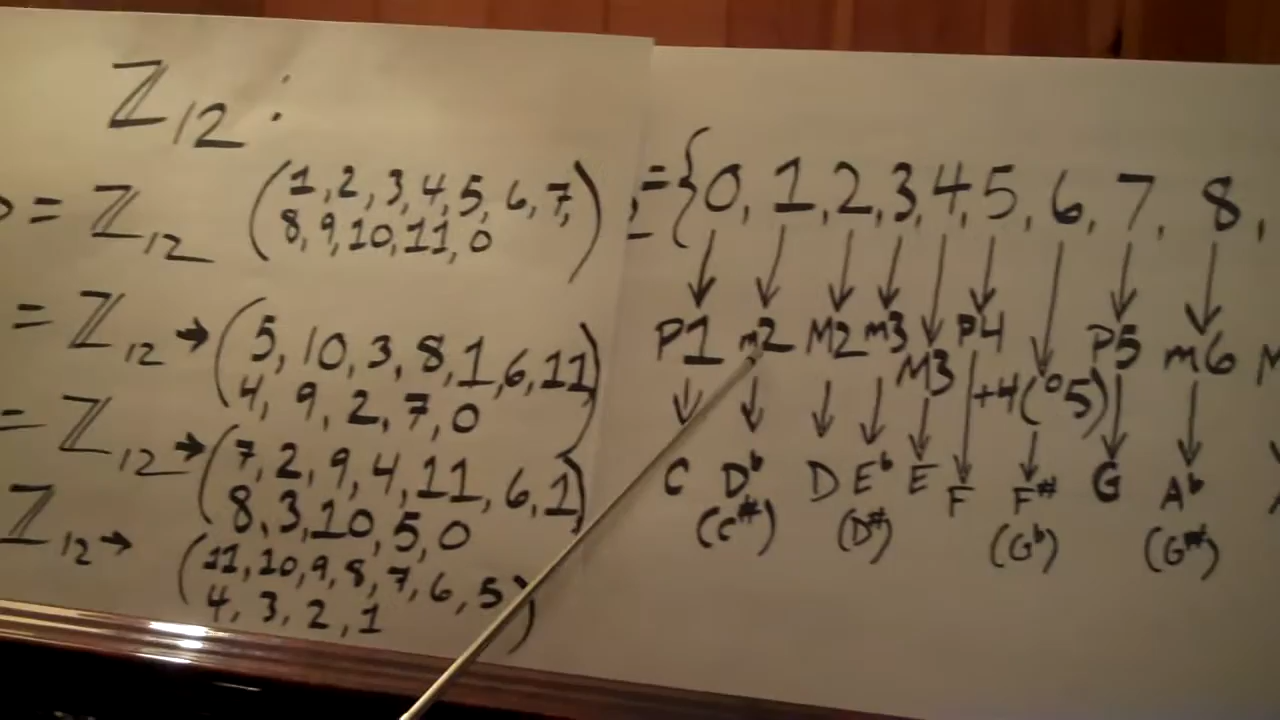 ℤ₁₂ :
= ℤ₁₂ (1, 2, 3, 4, 5, 6, 7,
8, 9, 10, 11, 0)
= ℤ₁₂ → (5, 10, 3, 8, 1, 6, 11
4, 9, 2, 7, 0)
= ℤ₁₂ → (7, 2, 9, 4, 11, 6, 1,
8, 3, 10, 5, 0)
ℤ₁₂ → (11, 10, 9, 8, 7, 6, 5
4, 3, 2, 1)
= {0, 1, 2, 3, 4, 5, 6, 7, 8,
P1 m2 M2 m3 M3 P4 +4(°5) P5 m6 M
C D♭ D E♭ E F F# G A♭
(C#) (D#) (G♭) (G#)